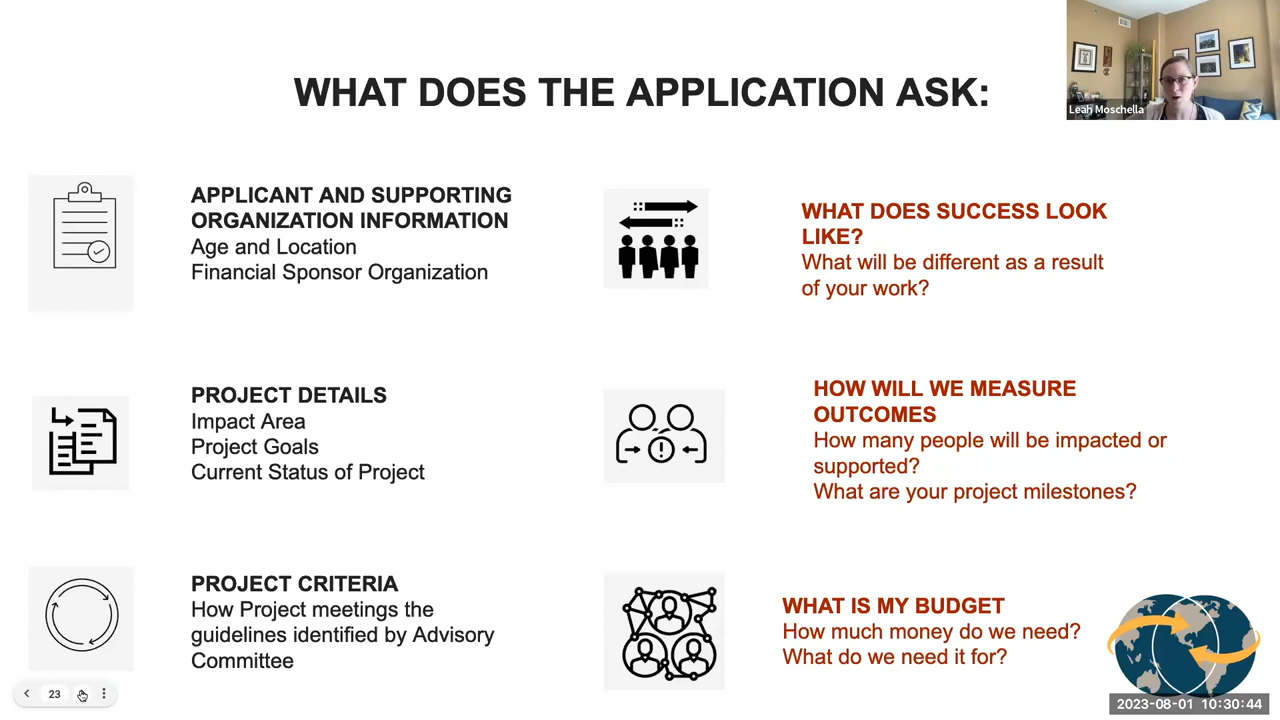 WHAT DOES THE APPLICATION ASK:
Leah Moschella
APPLICANT AND SUPPORTING
ORGANIZATION INFORMATION
Age and Location
Financial Sponsor Organization
PROJECT DETAILS
Impact Area
Project Goals
Current Status of Project
PROJECT CRITERIA
How Project meetings the
guidelines identified by Advisory
Committee
WHAT DOES SUCCESS LOOK
LIKE?
What will be different as a result
of your work?
HOW WILL WE MEASURE
OUTCOMES
How many people will be impacted or
supported?
What are your project milestones?
WHAT IS MY BUDGET
How much money do we need?
What do we need it for?
23
2023-08-01 10:30:44